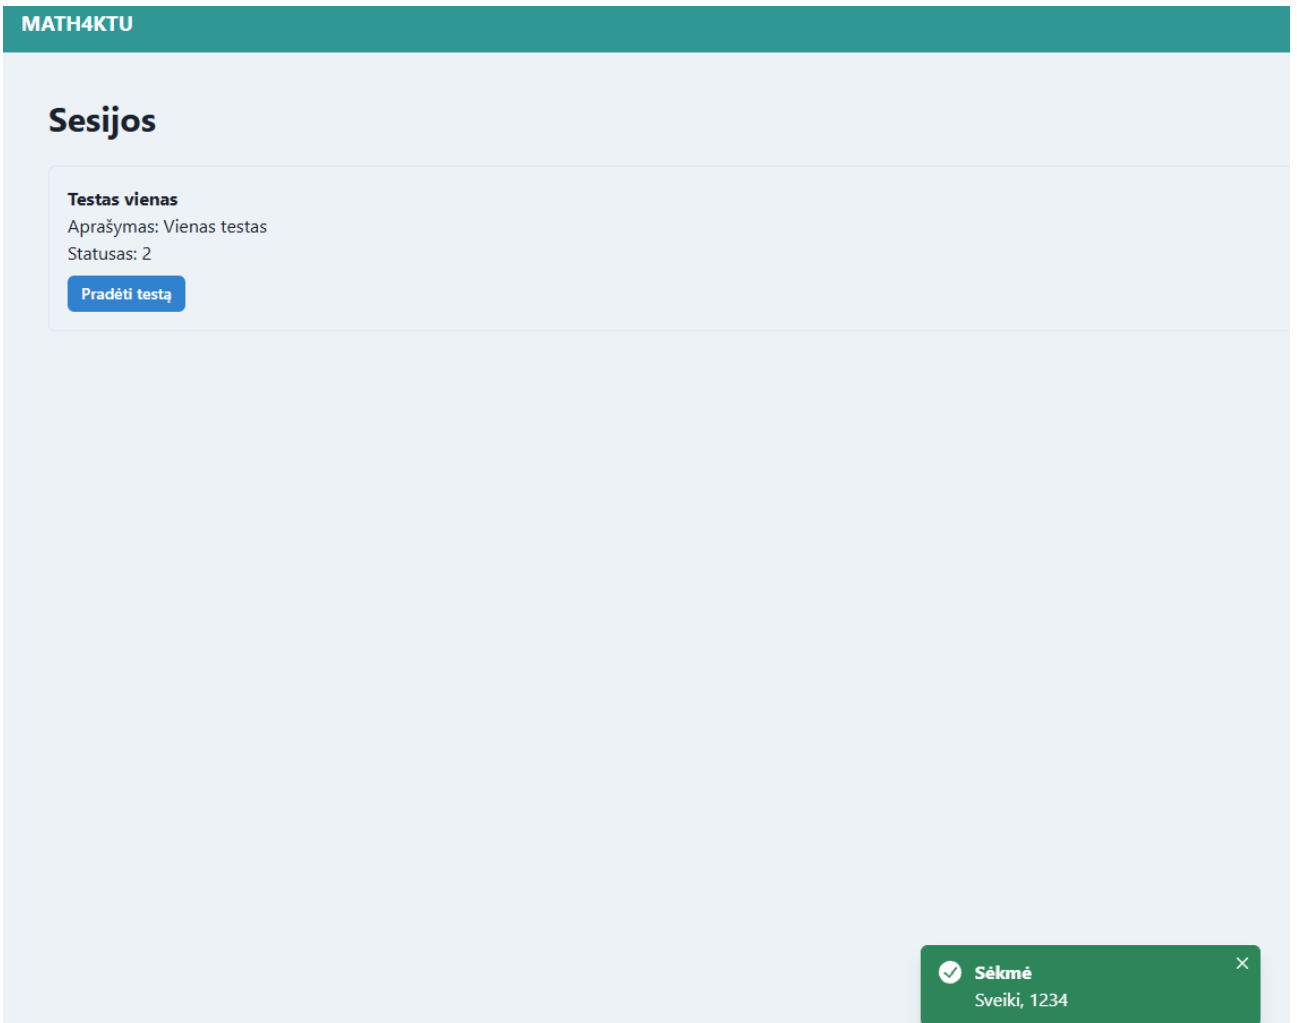 MATH4KTU
Sesijos
Testas vienas
Aprašymas: Vienas testas
Statusas: 2
Pradėti testą
Sėkmė
Sveiki, 1234